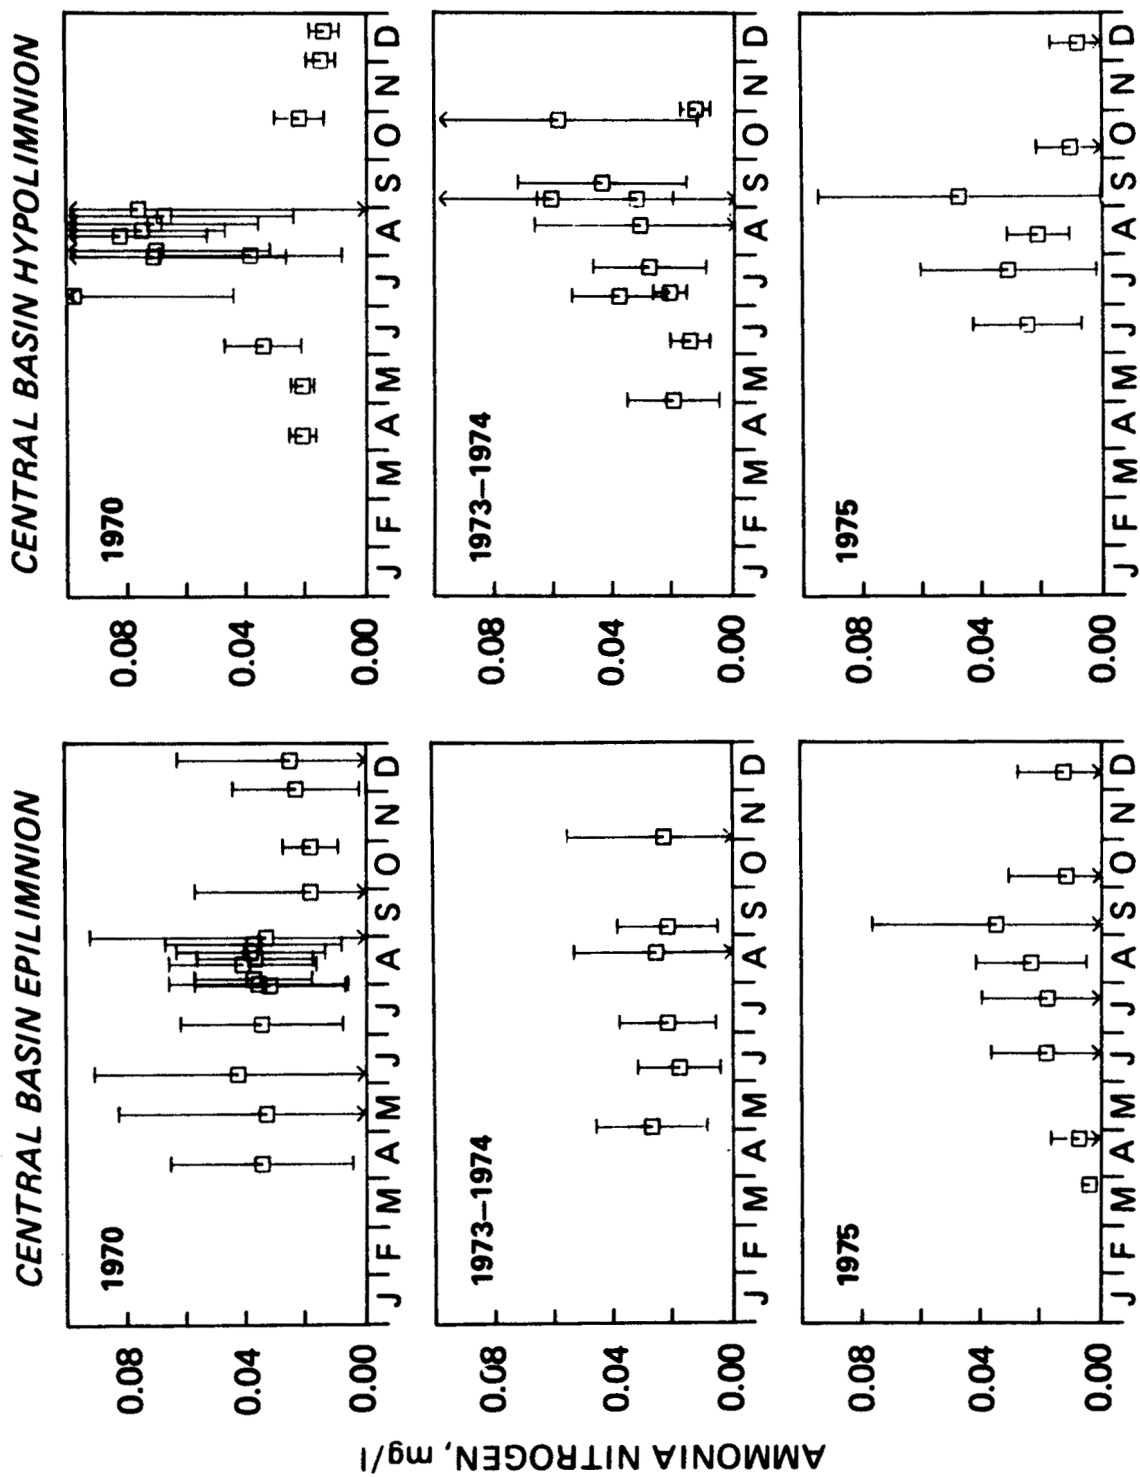 CENTRAL BASIN EPILIMNION
CENTRAL BASIN HYPOLIMNION
AMMONIA NITROGEN, mg/l
1970
0.08
0.04
0.00
J F M A M J J A S O N D
1970
0.08
0.04
0.00
J F M A M J J A S O N D
1973–1974
0.08
0.04
0.00
J F M A M J J A S O N D
1973–1974
0.08
0.04
0.00
J F M A M J J A S O N D
1975
0.08
0.04
0.00
J F M A M J J A S O N D
1975
0.08
0.04
0.00
J F M A M J J A S O N D